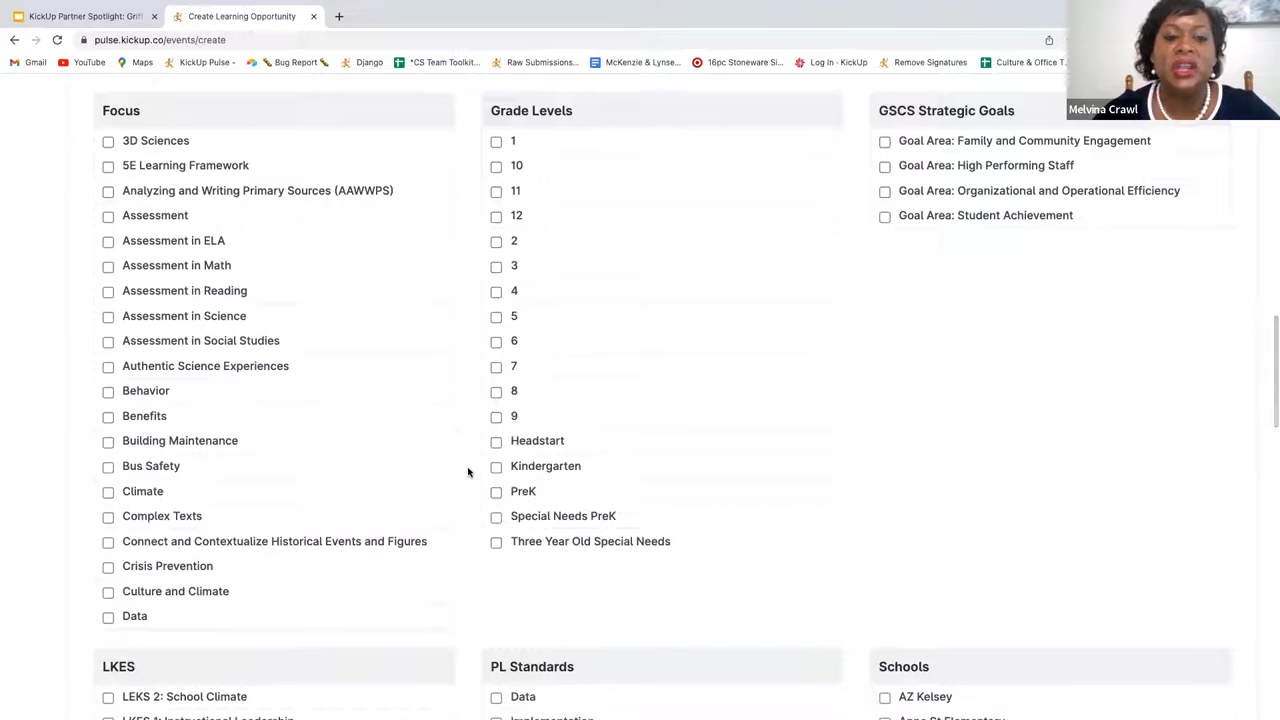 KickUp Partner Spotlight: Grif
Create Learning Opportunity
pulse.kickup.co/events/create
Gmail
YouTube
Maps
KickUp Pulse -
Bug Report
Django
*CS Team Toolkit...
Raw Submissions...
McKenzie & Lynse...
16pc Stoneware Si...
Log In · KickUp
Remove Signatures
Culture & Office T...
Melvina Crawl
Focus
3D Sciences
5E Learning Framework
Analyzing and Writing Primary Sources (AAWWPS)
Assessment
Assessment in ELA
Assessment in Math
Assessment in Reading
Assessment in Science
Assessment in Social Studies
Authentic Science Experiences
Behavior
Benefits
Building Maintenance
Bus Safety
Climate
Complex Texts
Connect and Contextualize Historical Events and Figures
Crisis Prevention
Culture and Climate
Data
Grade Levels
1
10
11
12
2
3
4
5
6
7
8
9
Headstart
Kindergarten
PreK
Special Needs PreK
Three Year Old Special Needs
GSCS Strategic Goals
Goal Area: Family and Community Engagement
Goal Area: High Performing Staff
Goal Area: Organizational and Operational Efficiency
Goal Area: Student Achievement
LKES
LEKS 2: School Climate
PL Standards
Data
Schools
AZ Kelsey